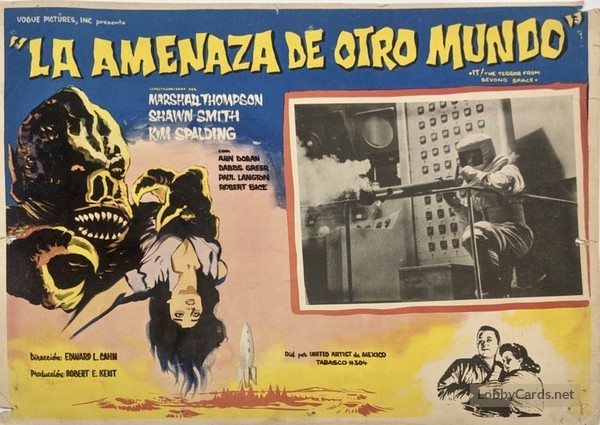 VOGUE PICTURES, INC presenta
"LA AMENAZA DE OTRO MUNDO"
"IT! THE TERROR FROM
BEYOND SPACE"
MARSHALL THOMPSON
SHAWN SMITH
KIM SPALDING
CON
ANN DORAN
DABBS GREER
PAUL LANGTON
ROBERT BICE
Dirección: EDWARD L. CAHN
Producción: ROBERT E. KENT
Dist por UNITED ARTIST de MEXICO
TABASCO #304
LobbyCards.net